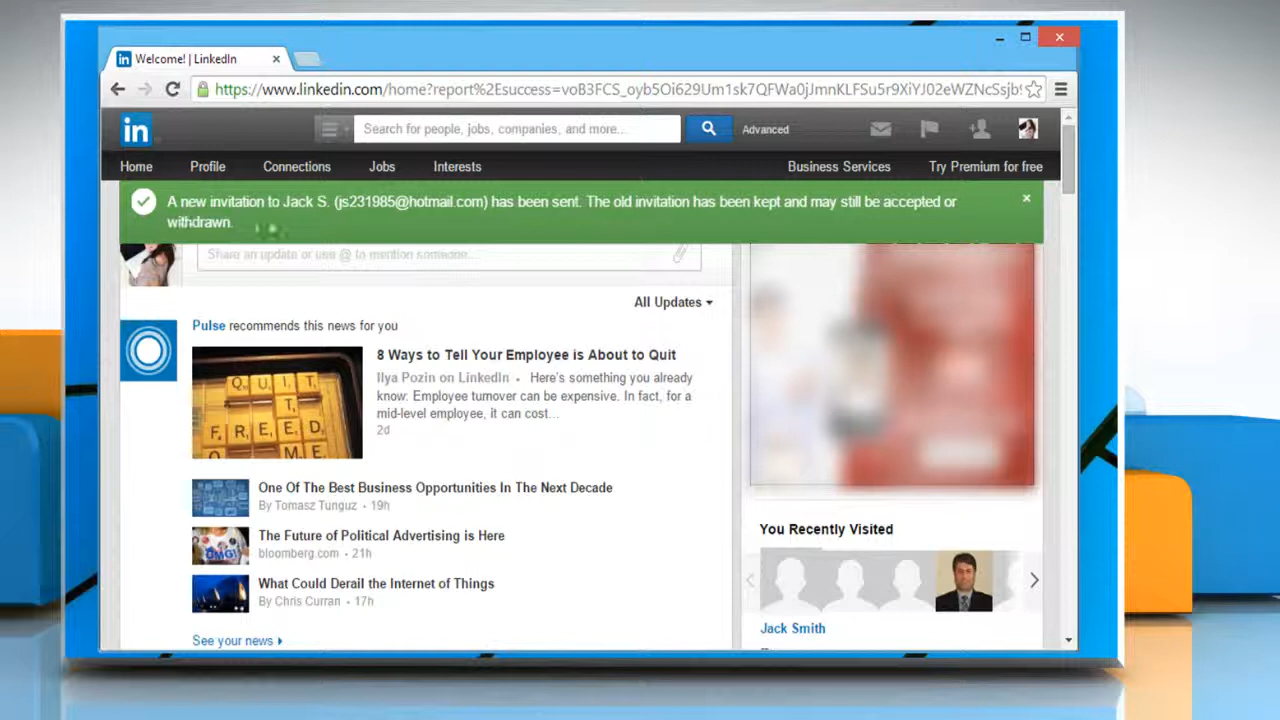 Welcome! | LinkedIn
https://www.linkedin.com/home?report%2Esuccess=voB3FCS_oyb5Oi629Um1sk7QFWa0jJmnKLFSu5r9XiYJ02eWZNcSsjb
in
Search for people, jobs, companies, and more...
Advanced
Home Profile Connections Jobs Interests Business Services Try Premium for free
A new invitation to Jack S. (js231985@hotmail.com) has been sent. The old invitation has been kept and may still be accepted or
withdrawn.
Share an update or use @ to mention someone...
All Updates
Pulse recommends this news for you
QUIT
T
FREED
ME
8 Ways to Tell Your Employee is About to Quit
Ilya Pozin on LinkedIn · Here's something you already
know: Employee turnover can be expensive. In fact, for a
mid-level employee, it can cost...
2d
One Of The Best Business Opportunities In The Next Decade
By Tomasz Tunguz · 19h
OMG!
The Future of Political Advertising is Here
bloomberg.com · 21h
What Could Derail the Internet of Things
By Chris Curran · 17h
See your news
You Recently Visited
Jack Smith